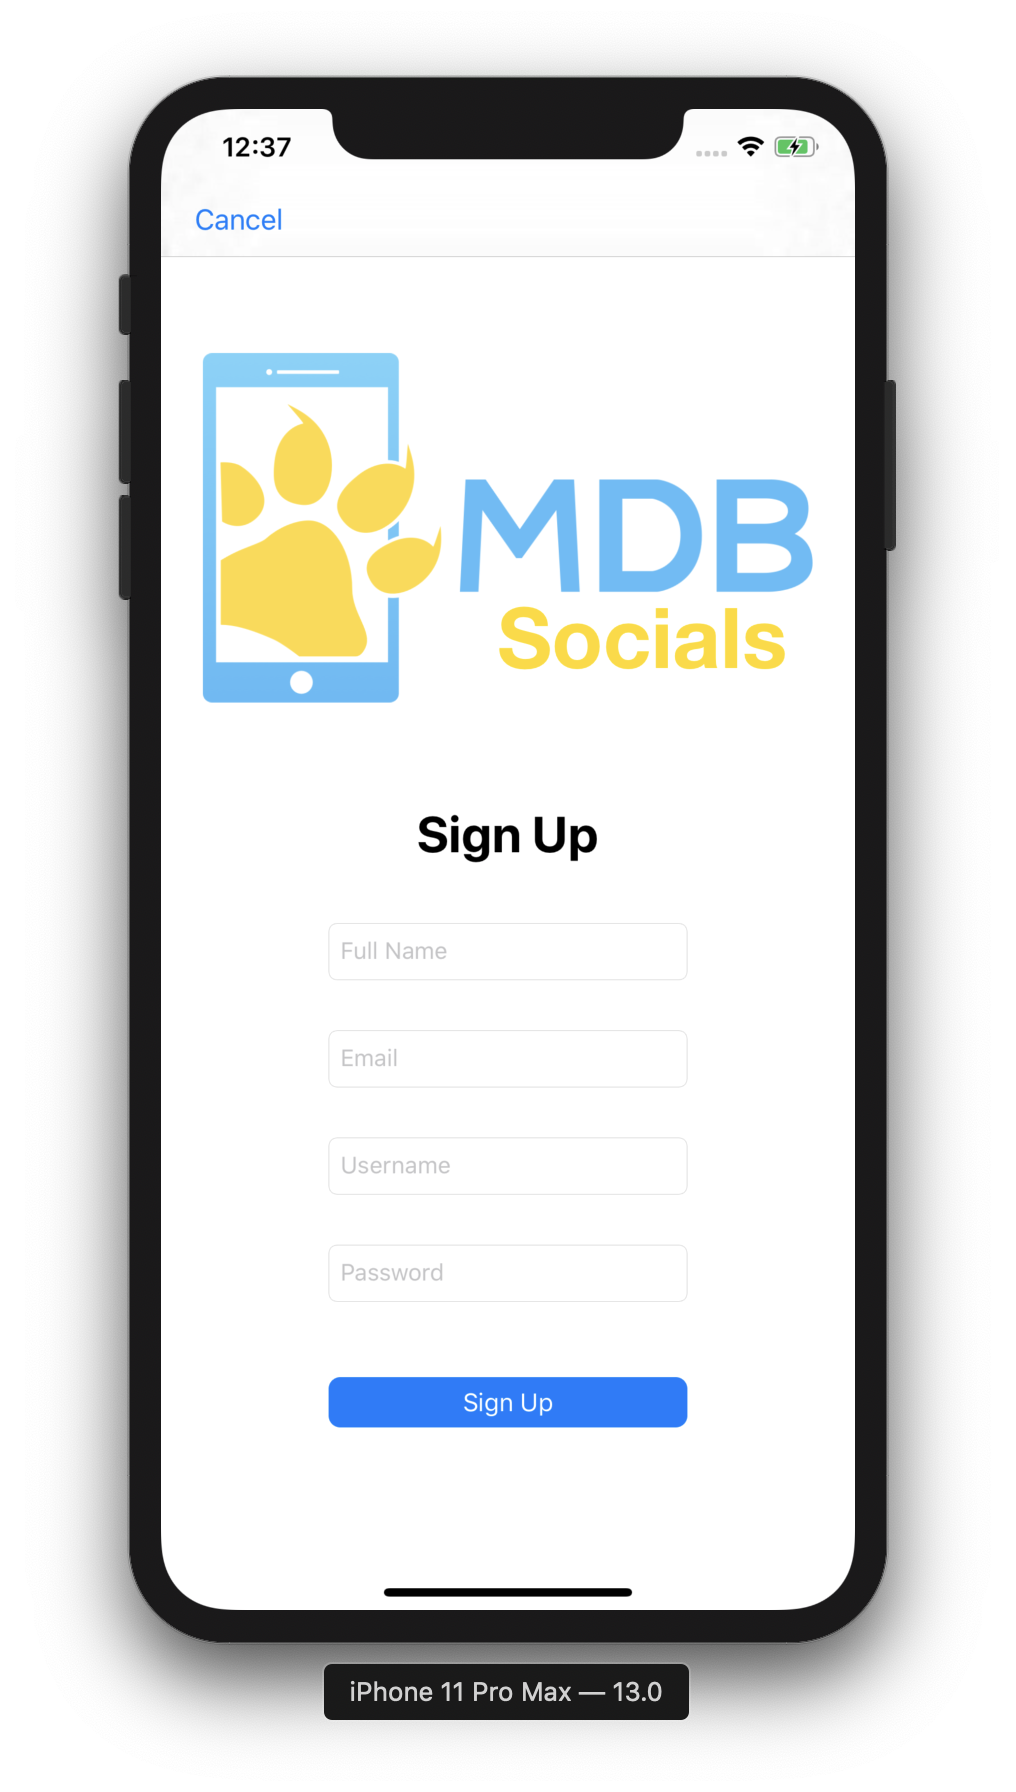 12:37
Cancel
MDB
Socials
Sign Up
Full Name
Email
Username
Password
Sign Up
iPhone 11 Pro Max — 13.0